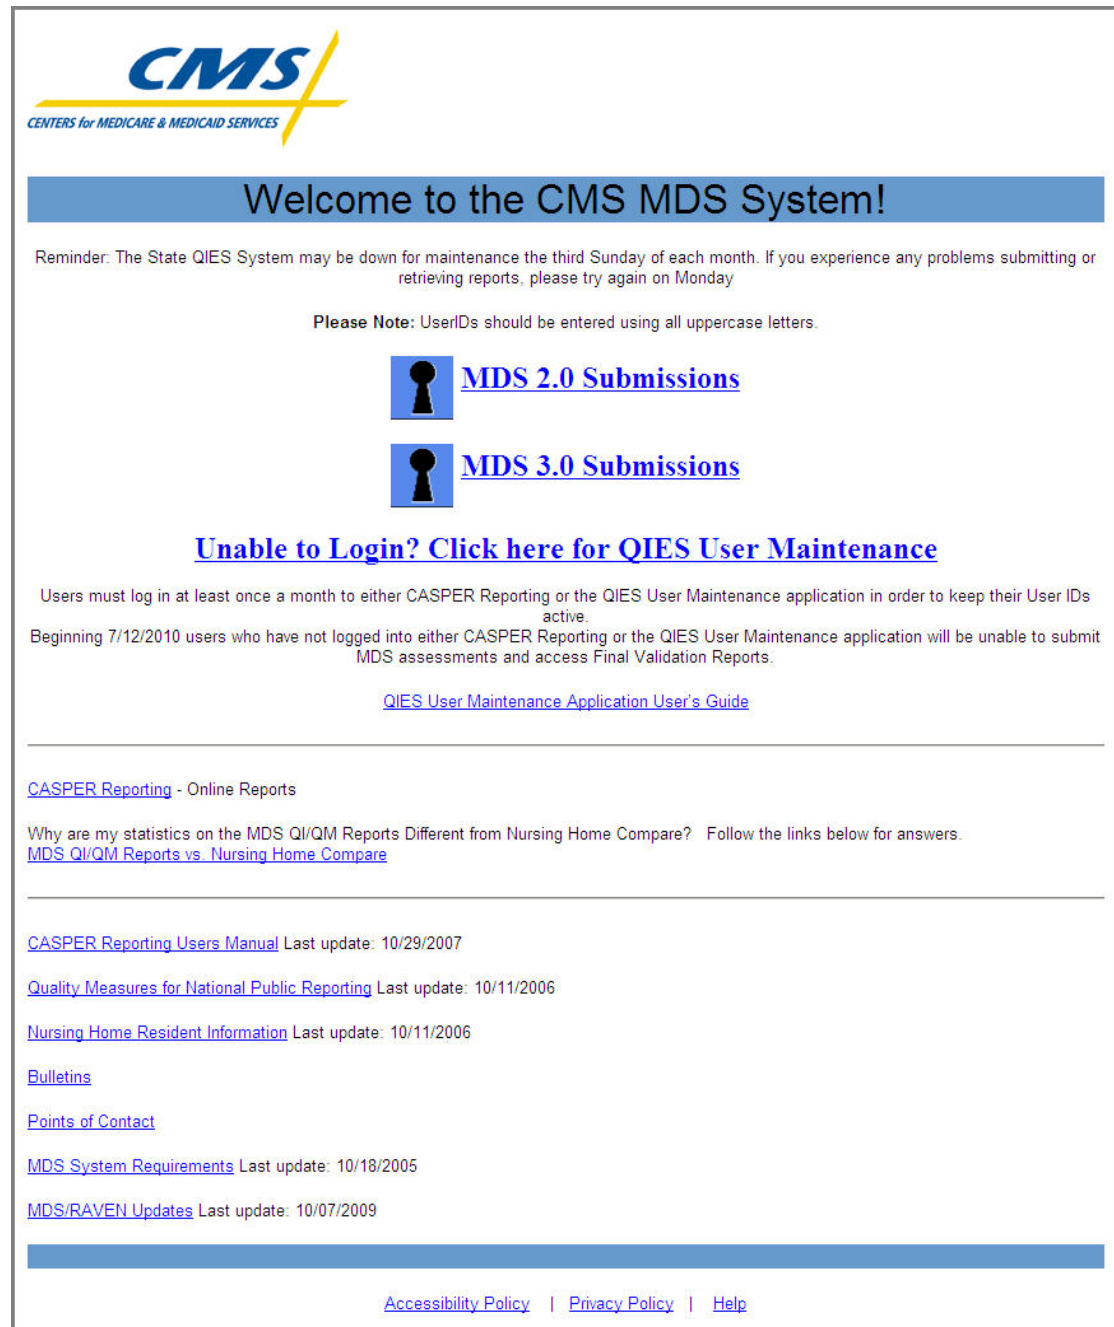 CMS
CENTERS for MEDICARE & MEDICAID SERVICES
Welcome to the CMS MDS System!
Reminder: The State QIES System may be down for maintenance the third Sunday of each month. If you experience any problems submitting or
retrieving reports, please try again on Monday
Please Note: UserIDs should be entered using all uppercase letters.
MDS 2.0 Submissions
MDS 3.0 Submissions
Unable to Login? Click here for QIES User Maintenance
Users must log in at least once a month to either CASPER Reporting or the QIES User Maintenance application in order to keep their User IDs
active.
Beginning 7/12/2010 users who have not logged into either CASPER Reporting or the QIES User Maintenance application will be unable to submit
MDS assessments and access Final Validation Reports.
QIES User Maintenance Application User's Guide
CASPER Reporting - Online Reports
Why are my statistics on the MDS QI/QM Reports Different from Nursing Home Compare? Follow the links below for answers.
MDS QI/QM Reports vs. Nursing Home Compare
CASPER Reporting Users Manual Last update: 10/29/2007
Quality Measures for National Public Reporting Last update: 10/11/2006
Nursing Home Resident Information Last update: 10/11/2006
Bulletins
Points of Contact
MDS System Requirements Last update: 10/18/2005
MDS/RAVEN Updates Last update: 10/07/2009
Accessibility Policy | Privacy Policy | Help